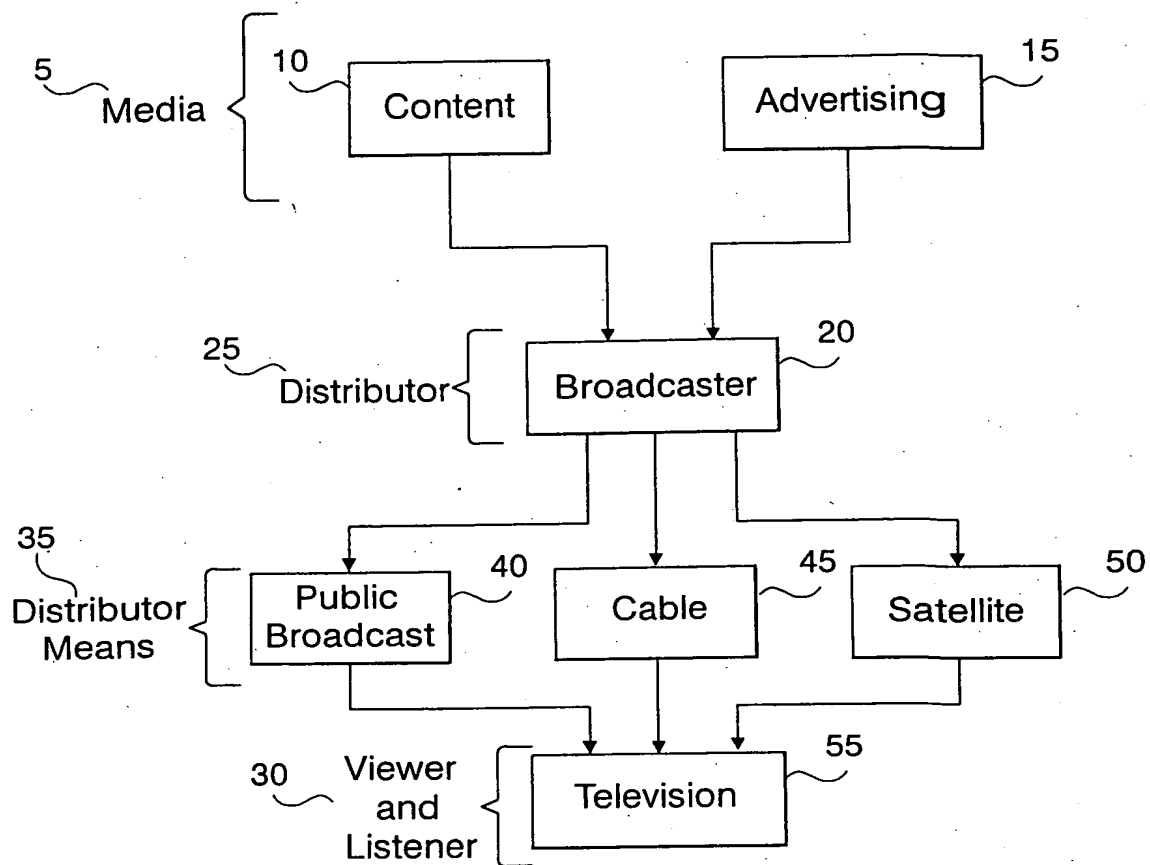 5
Media
10
Content
15
Advertising
25
Distributor
20
Broadcaster
35
Distributor
Means
40
Public
Broadcast
45
Cable
50
Satellite
30
Viewer
and
Listener
55
Television